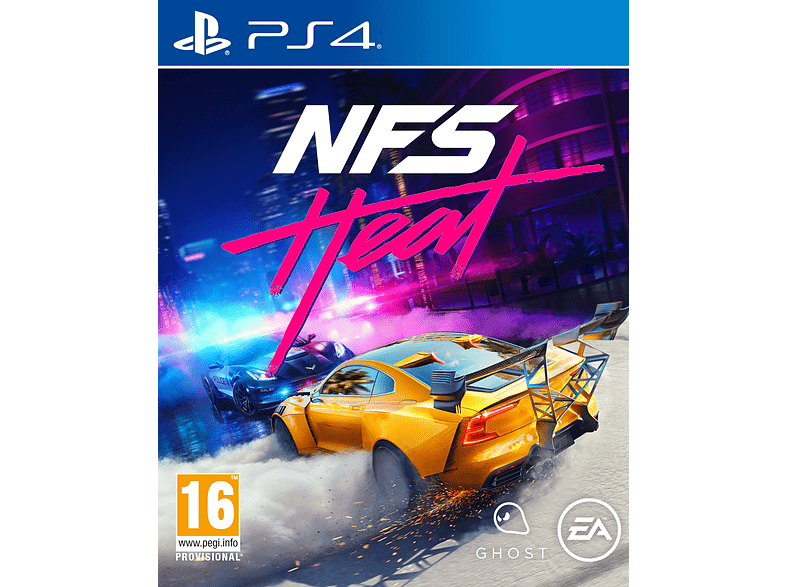 PS4
NFS
Heat
16
www.pegi.info
PROVISIONAL
GHOST
EA